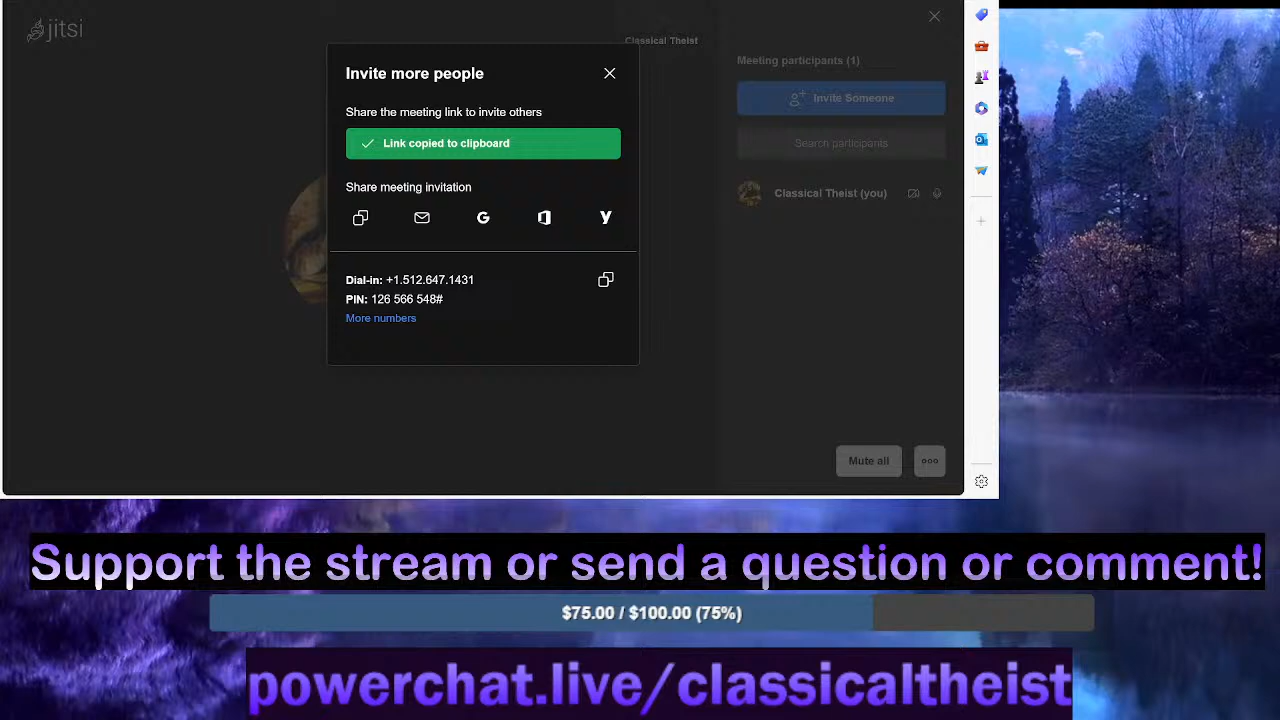 jitsi
Classical Theist
Invite more people
Share the meeting link to invite others
Link copied to clipboard
Share meeting invitation
Dial-in: +1.512.647.1431
PIN: 126 566 548#
More numbers
Meeting participants (1)
Invite Someone
Search participants
Classical Theist (you)
Mute all
Support the stream or send a question or comment!
$75.00 / $100.00 (75%)
powerchat.live/classicaltheist